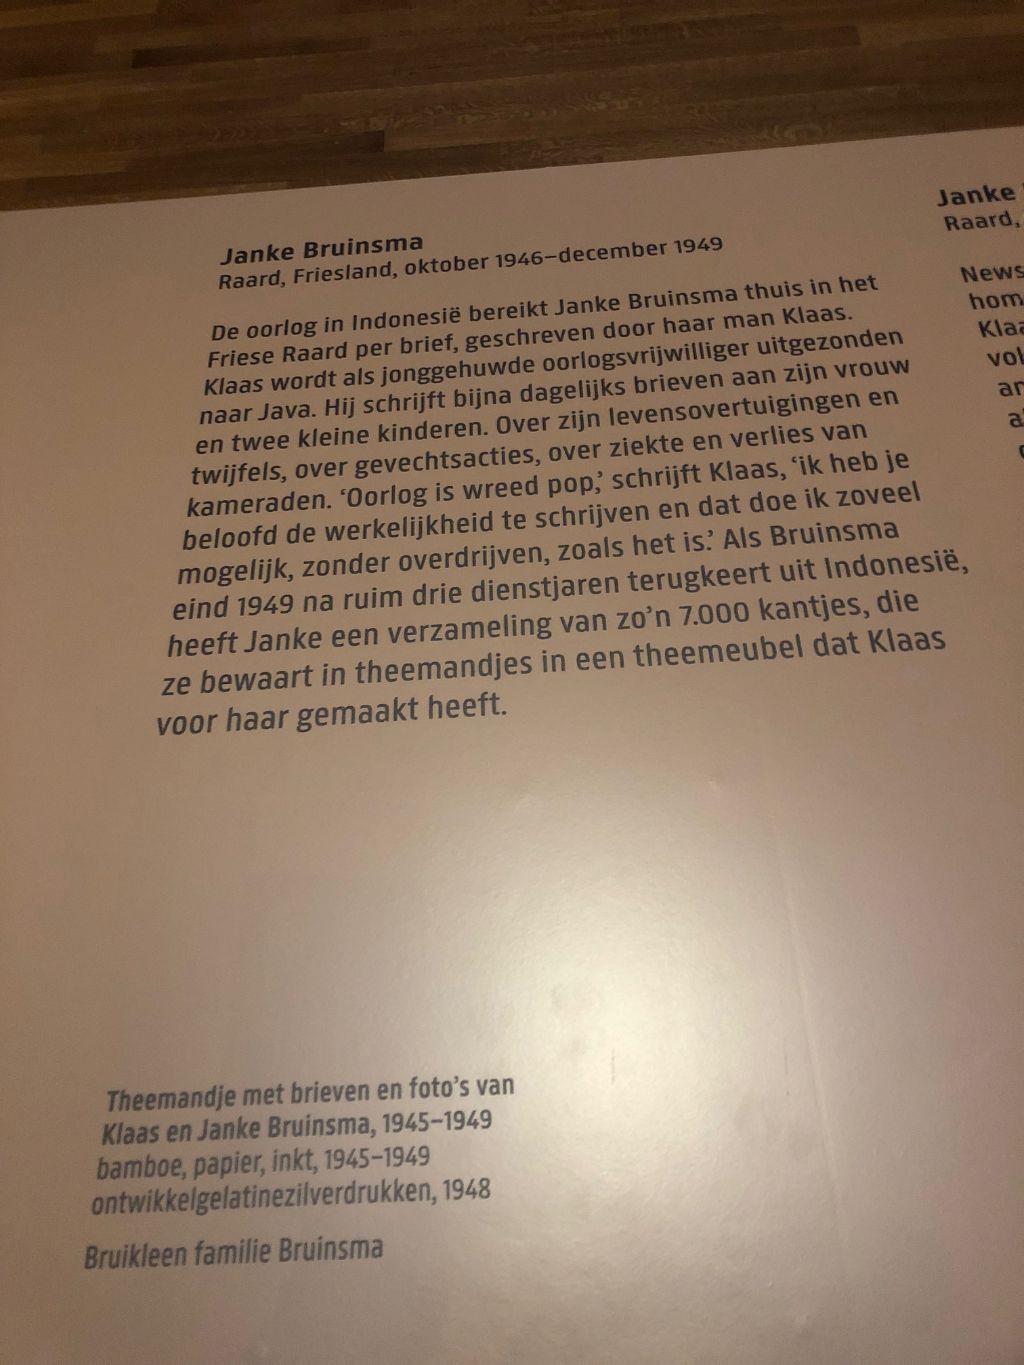 Janke Bruinsma
Raard, Friesland, oktober 1946–december 1949
De oorlog in Indonesië bereikt Janke Bruinsma thuis in het
Friese Raard per brief, geschreven door haar man Klaas.
Klaas wordt als jonggehuwde oorlogsvrijwilliger uitgezonden
naar Java. Hij schrijft bijna dagelijks brieven aan zijn vrouw
en twee kleine kinderen. Over zijn levensovertuigingen en
twijfels, over gevechtsacties, over ziekte en verlies van
kameraden. ‘Oorlog is wreed pop,’ schrijft Klaas, ‘ik heb je
beloofd de werkelijkheid te schrijven en dat doe ik zoveel
mogelijk, zonder overdrijven, zoals het is.’ Als Bruinsma
eind 1949 na ruim drie dienstjaren terugkeert uit Indonesië,
heeft Janke een verzameling van zo’n 7.000 kantjes, die
ze bewaart in theemandjes in een theemeubel dat Klaas
voor haar gemaakt heeft.
Theemandje met brieven en foto’s van
Klaas en Janke Bruinsma, 1945–1949
bamboe, papier, inkt, 1945–1949
ontwikkelgelatinezilverdrukken, 1948
Bruikleen familie Bruinsma
Janke
Raard,
News
hom
Klaa
vol
an
a